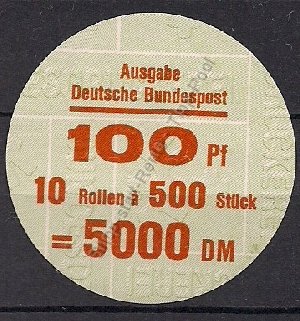 Ausgabe
Deutsche Bundespost
100 Pf
10 Rollen à 500 Stück
= 5000 DM